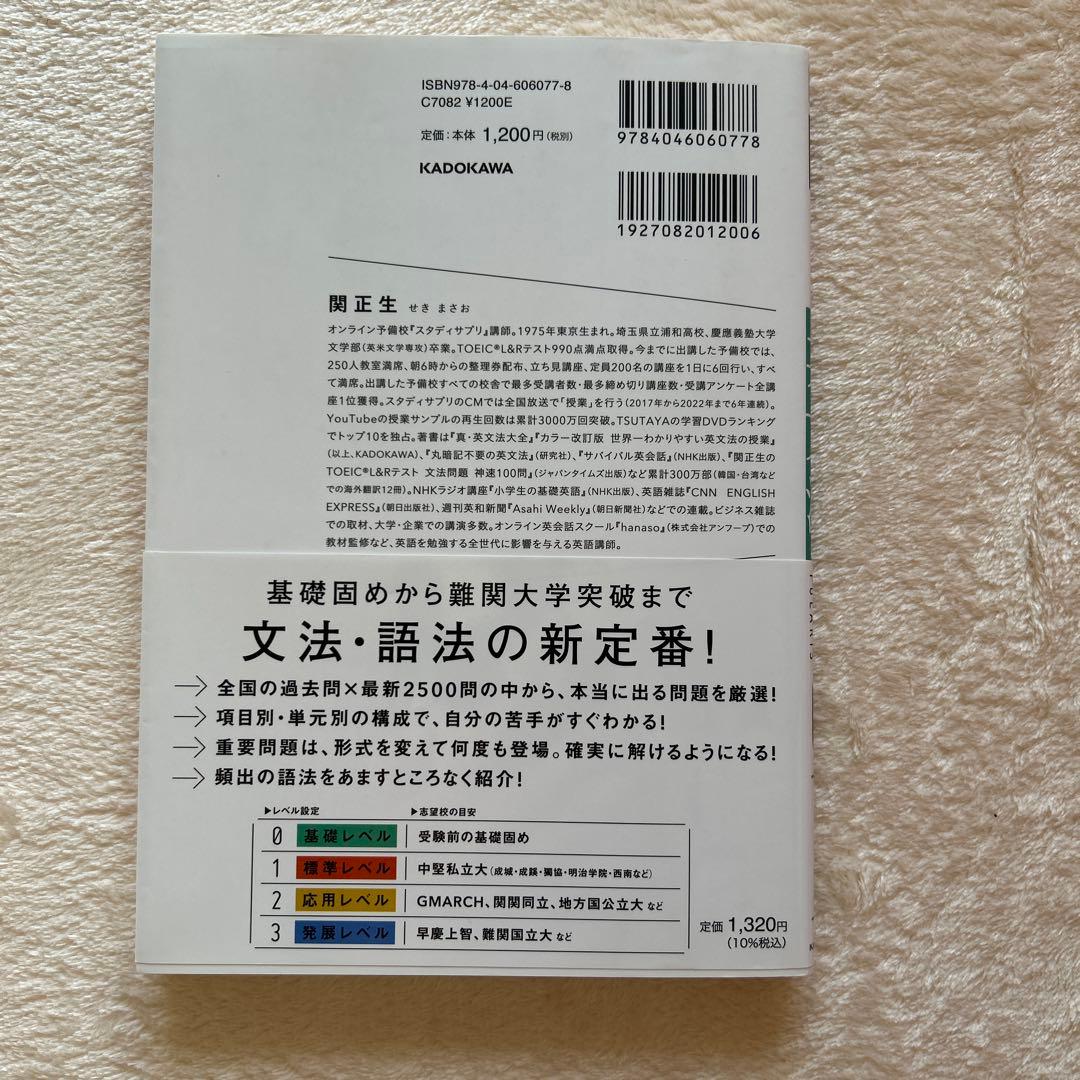 ISBN978-4-04-606077-8
C7082 ¥1200E
定価:本体 1,200円(税別)
KADOKAWA
9784046060778
1927082012006
関正生 せき まさお
オンライン予備校『スタディサプリ』講師。1975年東京生まれ。埼玉県立浦和高校、慶應義塾大学
文学部(英米文学専攻)卒業。TOEIC®L&Rテスト990点満点取得。今までに出講した予備校では、
250人教室満席、朝6時からの整理券配布、立ち見講座、定員200名の講座を1日に6回行い、すべ
て満席。出講した予備校すべての校舎で最多受講者数・最多締め切り講座数・受講アンケート全講
座1位獲得。スタディサプリのCMでは全国放送で「授業」を行う(2017年から2022年まで6年連続)。
YouTubeの授業サンプルの再生回数は累計3000万回突破。TSUTAYAの学習DVDランキング
でトップ10を独占。著書は『真・英文法大全』『カラー改訂版 世界一わかりやすい英文法の授業』
(以上、KADOKAWA)、『丸暗記不要の英文法』(研究社)、『サバイバル英会話』(NHK出版)、『関正生の
TOEIC®L&Rテスト 文法問題 神速100問』(ジャパンタイムズ出版)など累計300万部(韓国・台湾など
での海外翻訳12冊)。NHKラジオ講座『小学生の基礎英語』(NHK出版)、英語雑誌『CNN ENGLISH
EXPRESS』(朝日出版社)、週刊英和新聞『Asahi Weekly』(朝日新聞社)などでの連載。ビジネス雑誌
での取材、大学・企業での講演多数。オンライン英会話スクール『hanaso』(株式会社アンフープ)での
教材監修など、英語を勉強する全世代に影響を与える英語講師。
基礎固めから難関大学突破まで
文法・語法の新定番!
→ 全国の過去問×最新2500問の中から、本当に出る問題を厳選!
→ 項目別・単元別の構成で、自分の苦手がすぐわかる!
→ 重要問題は、形式を変えて何度も登場。確実に解けるようになる!
→ 頻出の語法をあますところなく紹介!
▶レベル設定 ▶志望校の目安
0 基礎レベル 受験前の基礎固め
1 標準レベル 中堅私立大(成城・成蹊・獨協・明治学院・西南など)
2 応用レベル GMARCH、関関同立、地方国公立大 など
3 発展レベル 早慶上智、難関国立大 など
定価 1,320円
(10%税込)